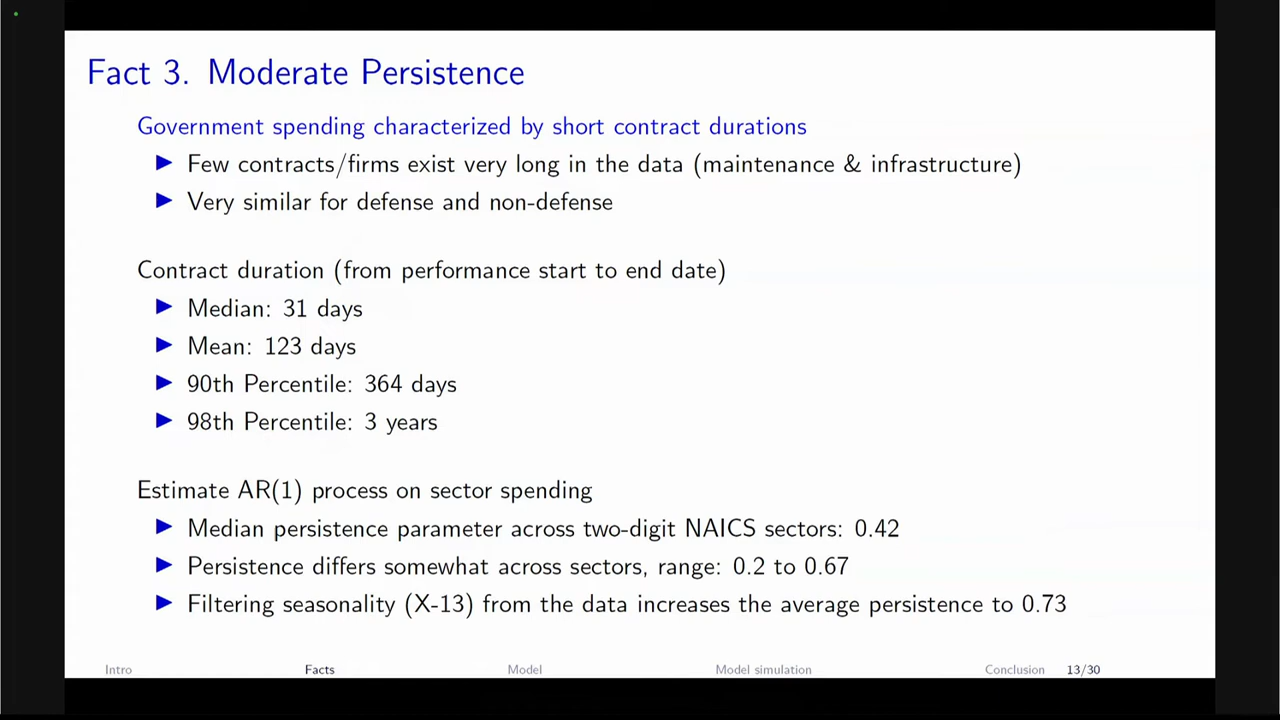 Fact 3. Moderate Persistence
Government spending characterized by short contract durations
▶ Few contracts/firms exist very long in the data (maintenance & infrastructure)
▶ Very similar for defense and non-defense
Contract duration (from performance start to end date)
▶ Median: 31 days
▶ Mean: 123 days
▶ 90th Percentile: 364 days
▶ 98th Percentile: 3 years
Estimate AR(1) process on sector spending
▶ Median persistence parameter across two-digit NAICS sectors: 0.42
▶ Persistence differs somewhat across sectors, range: 0.2 to 0.67
▶ Filtering seasonality (X-13) from the data increases the average persistence to 0.73
Intro Facts Model Model simulation Conclusion 13/30